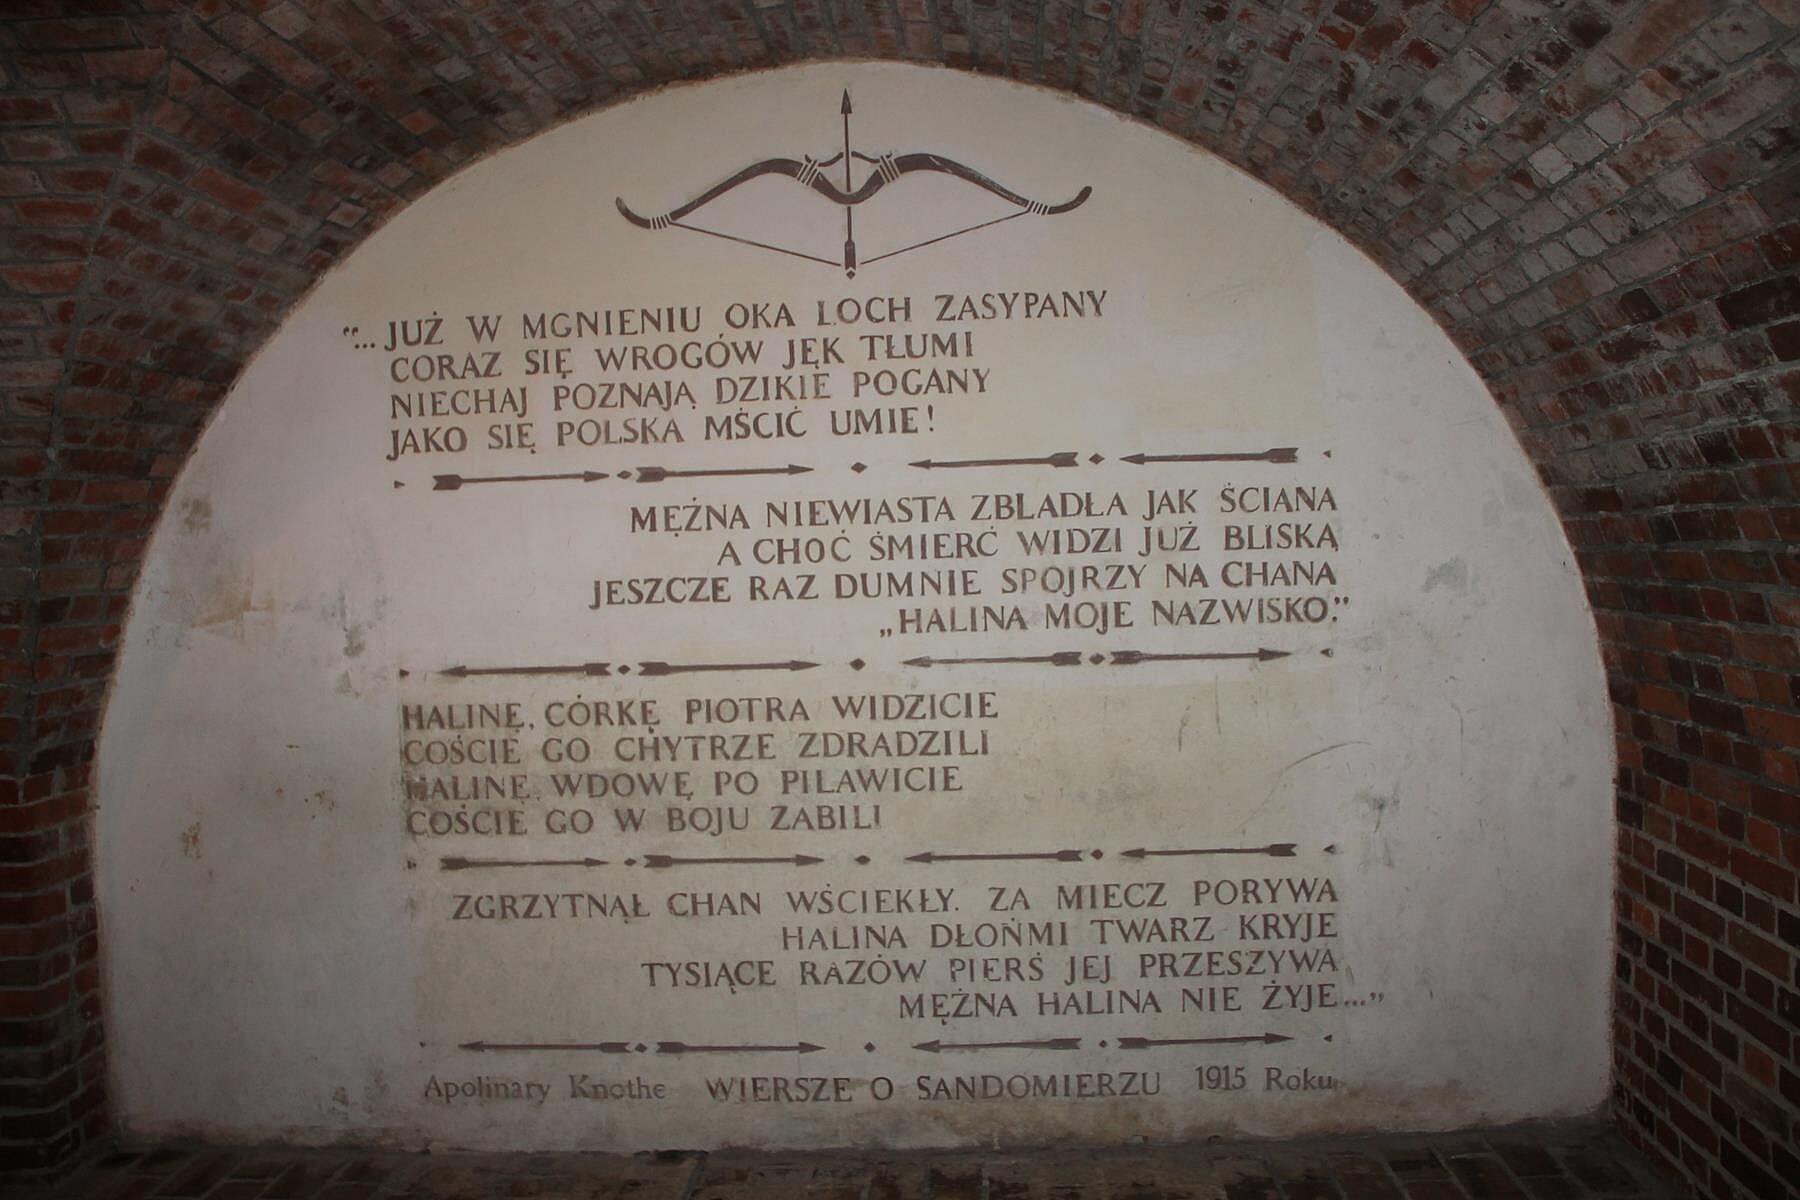 "...JUŻ W MGNIENIU OKA LOCH ZASYPANY
CORAZ SIĘ WROGÓW JĘK TŁUMI
NIECHAJ POZNAJĄ DZIKIE POGANY
JAKO SIĘ POLSKA MŚCIĆ UMIE!
MĘŻNA NIEWIASTA ZBLADŁA JAK ŚCIANA
A CHOĆ ŚMIERĆ WIDZI JUŻ BLISKĄ
JESZCZE RAZ DUMNIE SPOJRZY NA CHANA
„HALINA MOJE NAZWISKO."
HALINĘ, CÓRKĘ PIOTRA WIDZICIE
COŚCIE GO CHYTRZE ZDRADZILI
HALINĘ, WDOWĘ PO PILAWICIE
COŚCIE GO W BOJU ZABILI
ZGRZYTNĄŁ CHAN WŚCIEKŁY. ZA MIECZ PORYWA
HALINA DŁOŃMI TWARZ KRYJE
TYSIĄCE RAZÓW PIERŚ JEJ PRZESZYWA
MĘŻNA HALINA NIE ŻYJE..."
Apolinary Knothe WIERSZE O SANDOMIERZU 1915 Roku